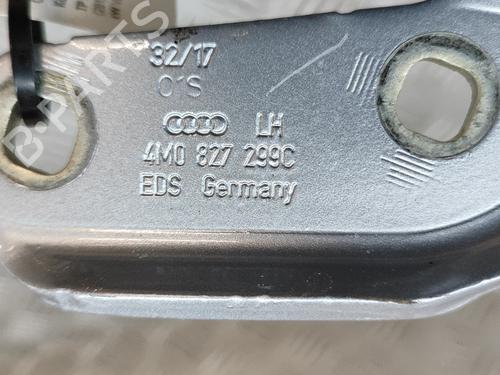 32/17
01S
LH
4M0 827 299C
EDS Germany
B-PARTS